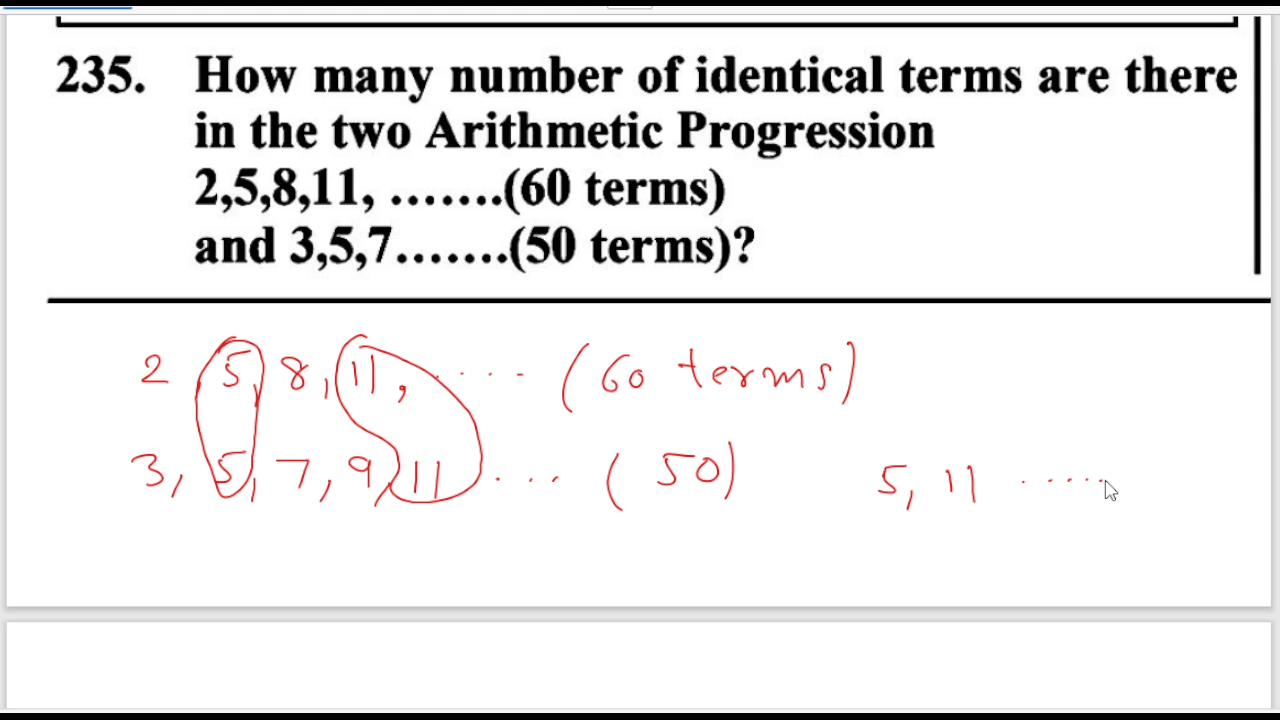 235. How many number of identical terms are there
in the two Arithmetic Progression
2,5,8,11, .......(60 terms)
and 3,5,7.......(50 terms)?
2 5, 8, 11, ..... (60 terms)
3, 5, 7, 9, 11 ... (50)
5, 11 .....